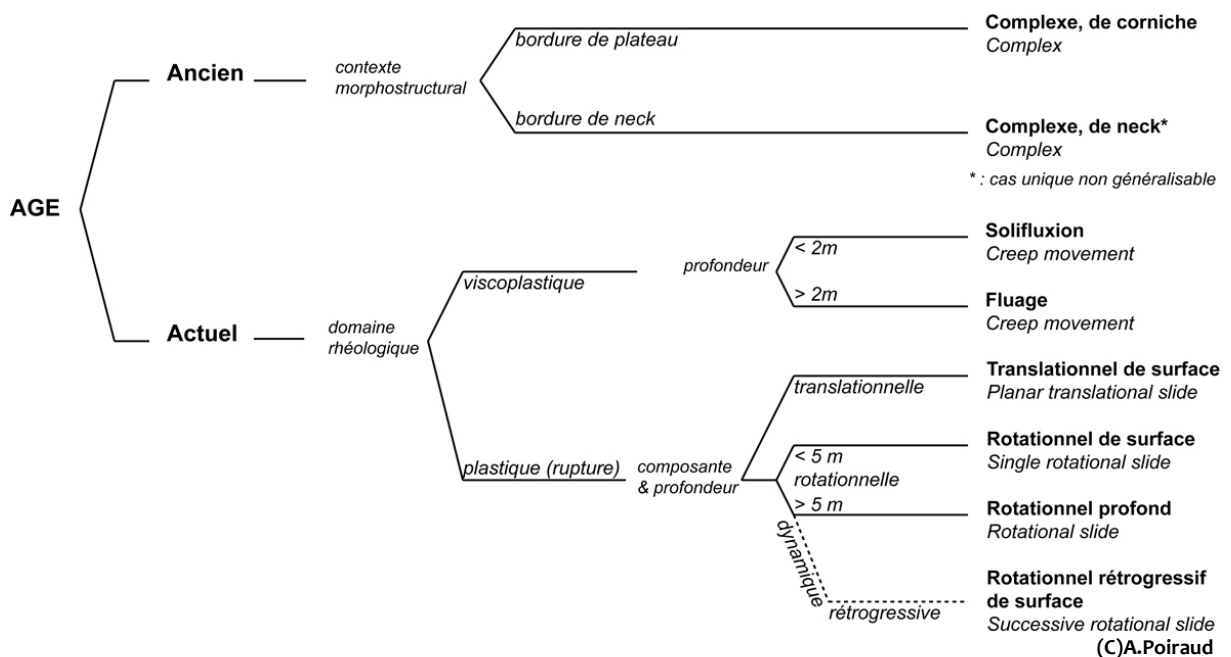 AGE
Ancien
contexte
morphostructural
bordure de plateau
Complexe, de corniche
Complex
bordure de neck
Complexe, de neck*
Complex
* : cas unique non généralisable
Actuel
domaine
rhéologique
viscoplastique
profondeur
< 2m
Solifluxion
Creep movement
> 2m
Fluage
Creep movement
plastique (rupture)
composante
& profondeur
translationnelle
Translationnel de surface
Planar translational slide
< 5 m
rotationnelle
Rotationnel de surface
Single rotational slide
> 5 m
Rotationnel profond
Rotational slide
dynamique
rétrogressive
Rotationnel rétrogressif
de surface
Successive rotational slide
(C)A.Poiraud